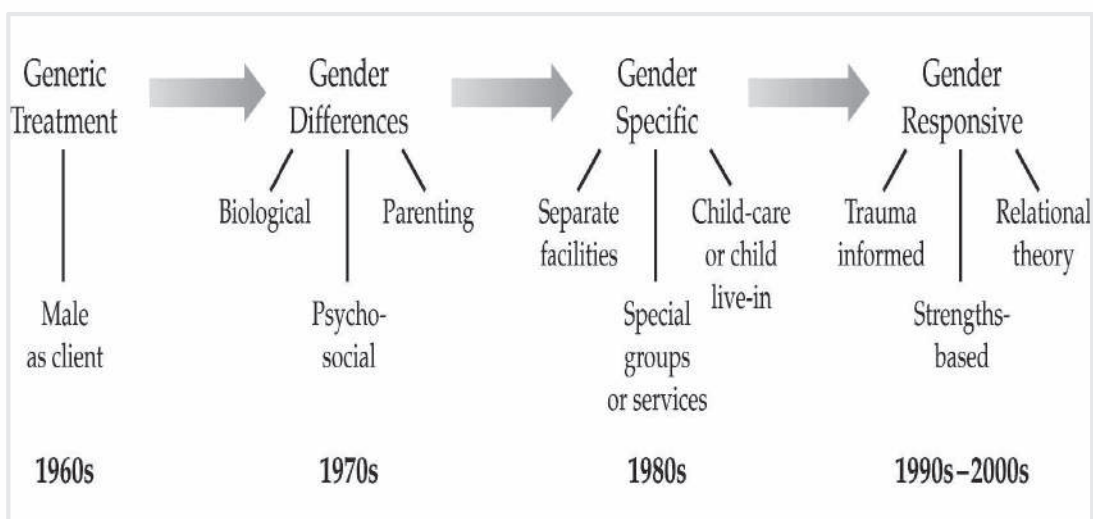 Generic
Treatment
Male
as client
1960s
Gender
Differences
Biological
Parenting
Psycho-
social
1970s
Gender
Specific
Separate
facilities
Child-care
or child
live-in
Special
groups
or services
1980s
Gender
Responsive
Trauma
informed
Relational
theory
Strengths-
based
1990s–2000s